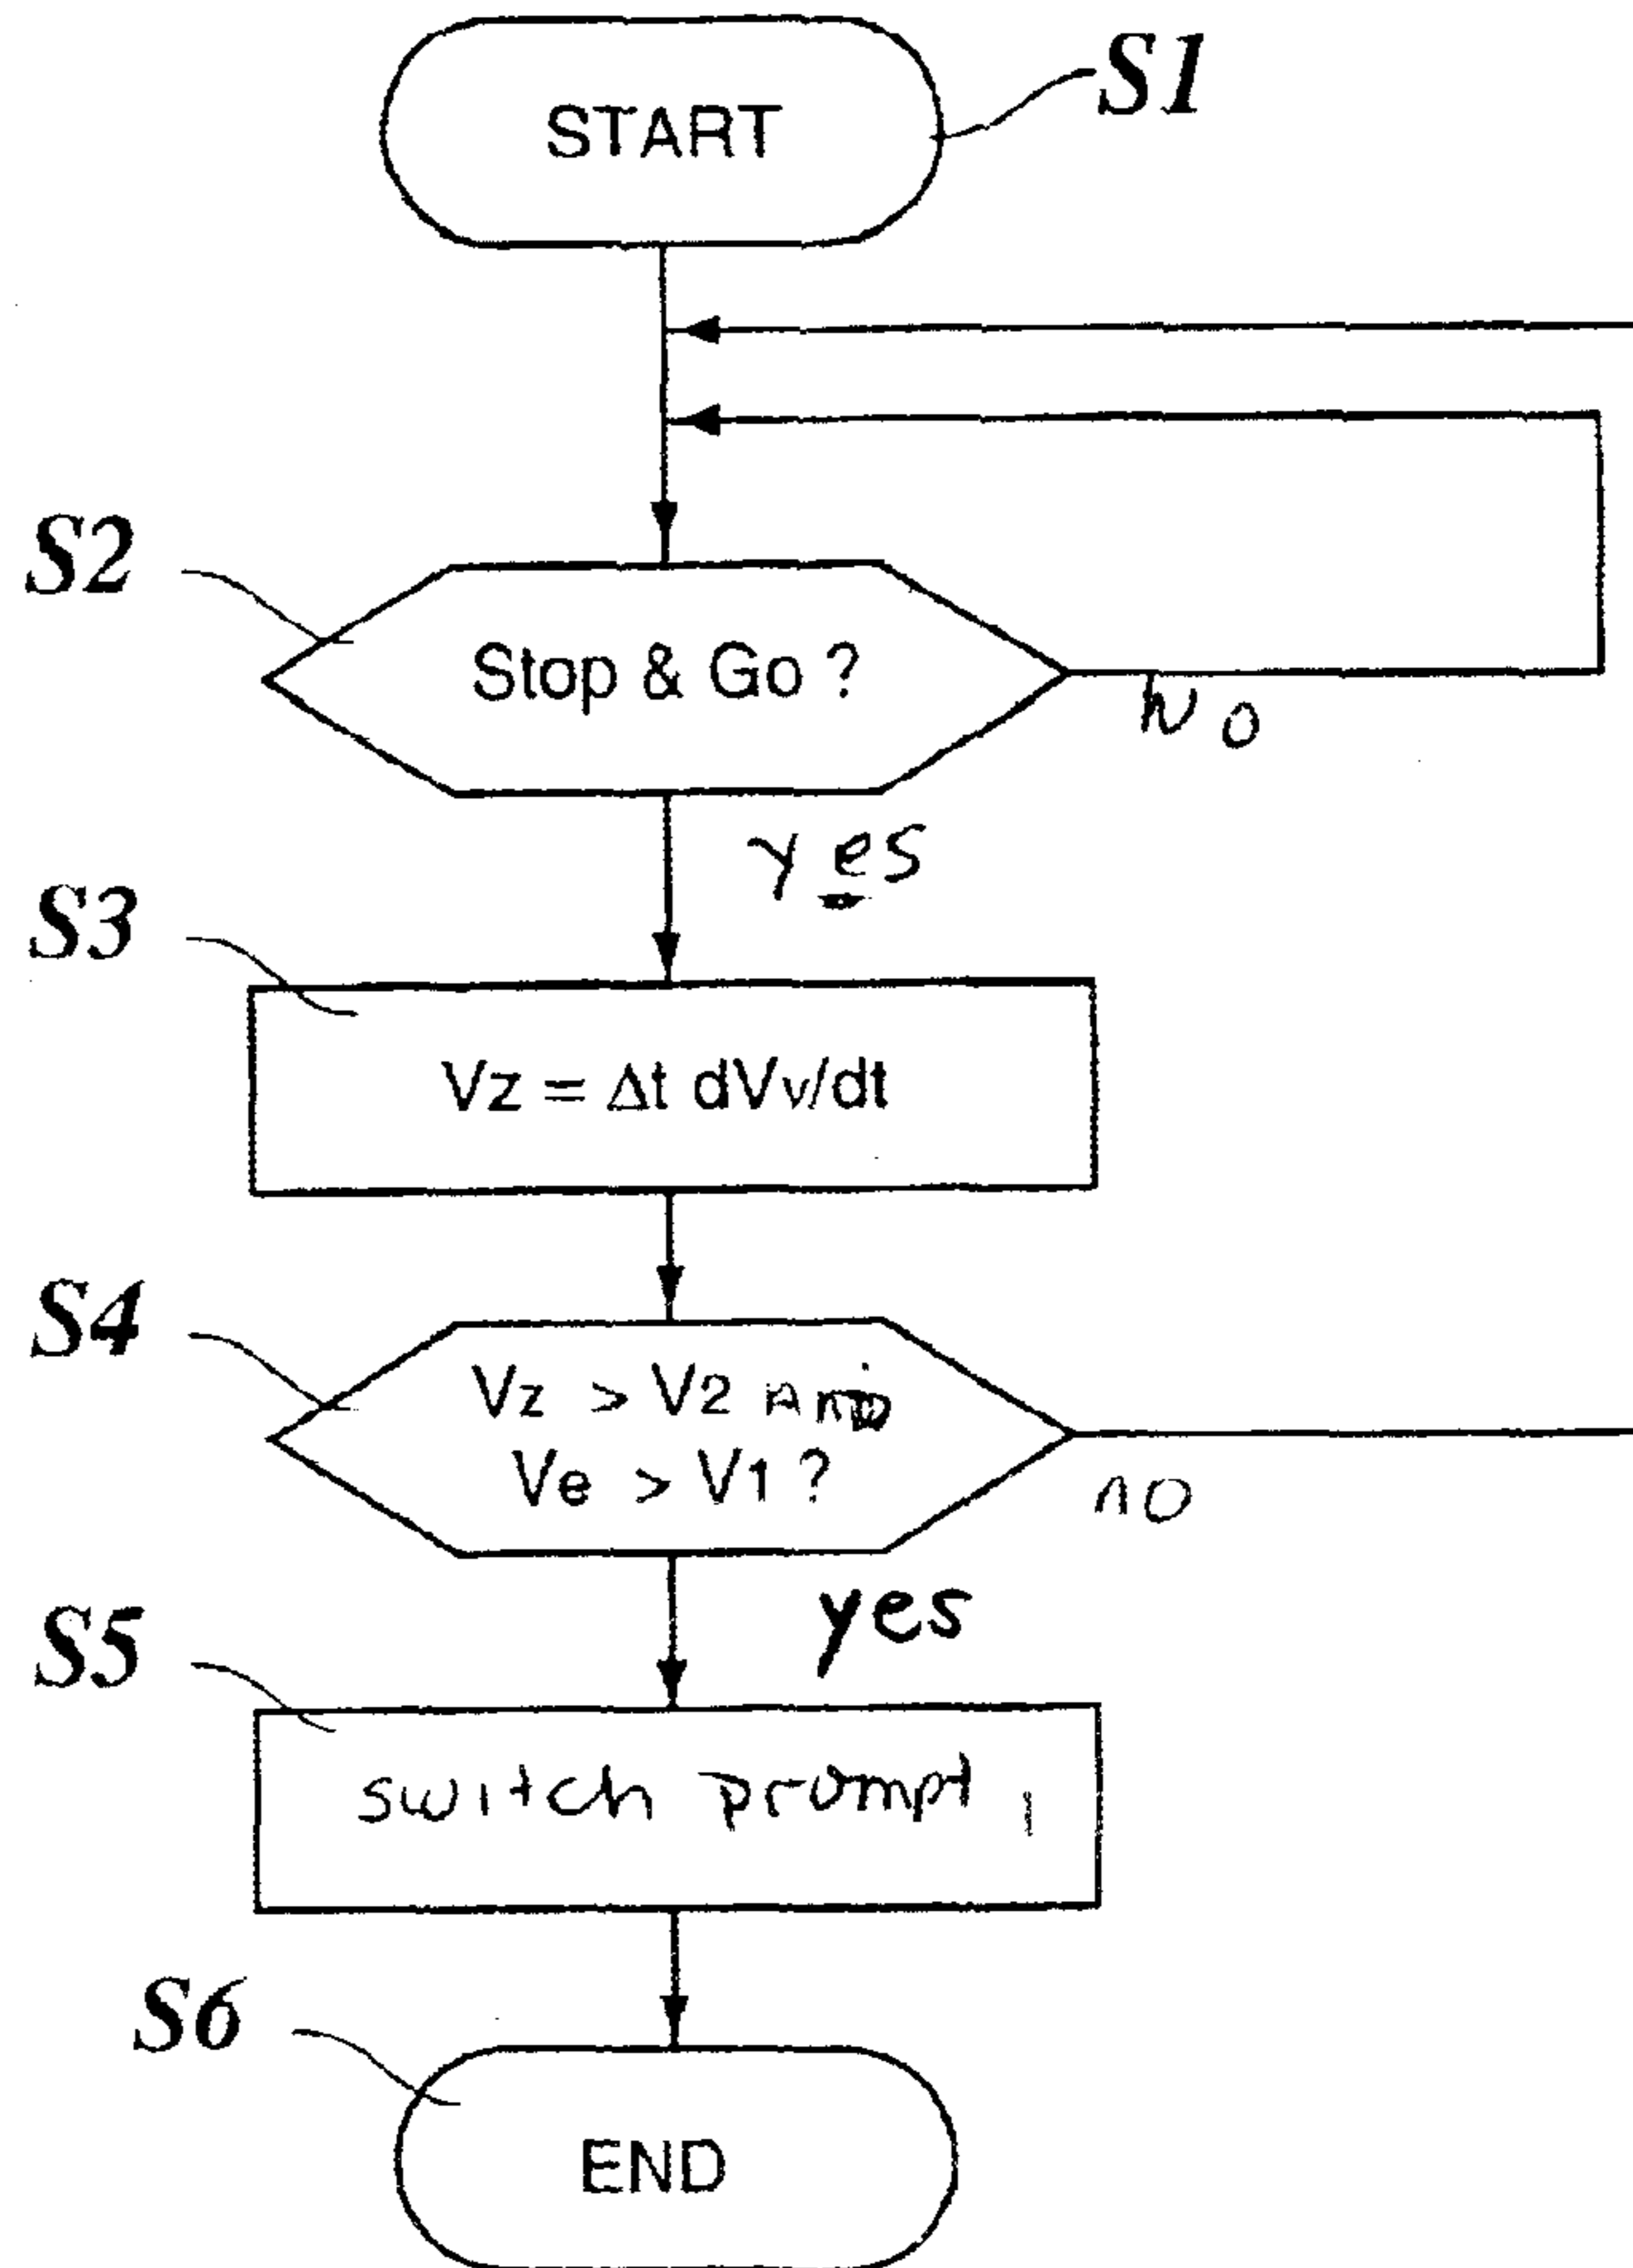 START
S1
S2
Stop & Go ?
No
yes
S3
Vz = Δt dVv/dt
S4
Vz > V2 AnD
Ve > V1 ?
no
yes
S5
switch prompt 1
S6
END